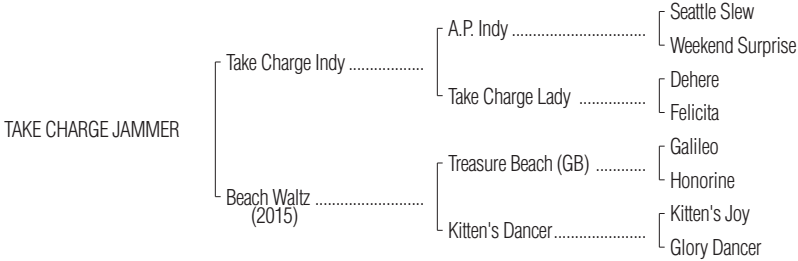 Seattle Slew
A.P. Indy ................................
Weekend Surprise
Take Charge Indy ..................
Dehere
Take Charge Lady ................
Felicita
TAKE CHARGE JAMMER
Galileo
Treasure Beach (GB) ............
Honorine
Beach Waltz ..........................
(2015)
Kitten's Joy
Kitten's Dancer......................
Glory Dancer